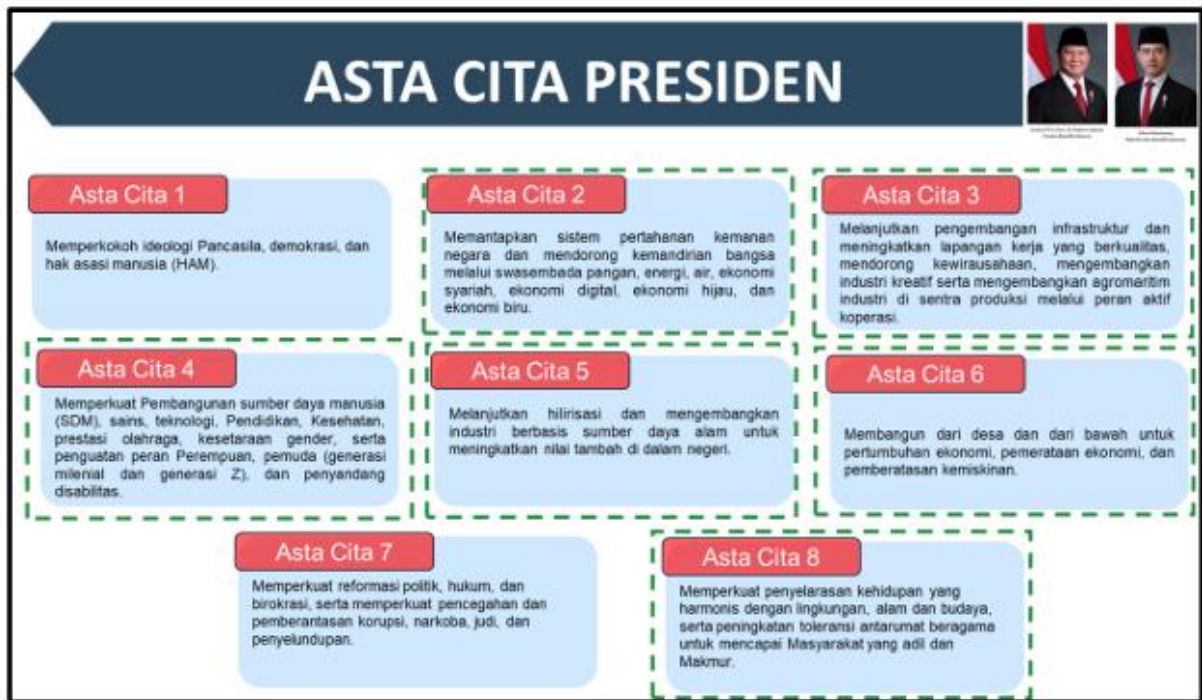 ASTA CITA PRESIDEN
Asta Cita 1
Memperkokoh ideologi Pancasila, demokrasi, dan
hak asasi manusia (HAM).
Asta Cita 2
Memantapkan sistem pertahanan kemanan
negara dan mendorong kemandirian bangsa
melalui swasembada pangan, energi, air, ekonomi
syariah, ekonomi digital, ekonomi hijau, dan
ekonomi biru.
Asta Cita 3
Melanjutkan pengembangan infrastruktur dan
meningkatkan lapangan kerja yang berkualitas,
mendorong kewirausahaan, mengembangkan
industri kreatif serta mengembangkan agromaritim
industri di sentra produksi melalui peran aktif
koperasi.
Asta Cita 4
Memperkuat Pembangunan sumber daya manusia
(SDM), sains, teknologi, Pendidikan, Kesehatan,
prestasi olahraga, kesetaraan gender, serta
penguatan peran Perempuan, pemuda (generasi
milenial dan generasi Z), dan penyandang
disabilitas.
Asta Cita 5
Melanjutkan hilirisasi dan mengembangkan
industri berbasis sumber daya alam untuk
meningkatkan nilai tambah di dalam negeri.
Asta Cita 6
Membangun dari desa dan dari bawah untuk
pertumbuhan ekonomi, pemerataan ekonomi, dan
pemberatasan kemiskinan.
Asta Cita 7
Memperkuat reformasi politik, hukum, dan
birokrasi, serta memperkuat pencegahan dan
pemberantasan korupsi, narkoba, judi, dan
penyelundupan.
Asta Cita 8
Memperkuat penyelarasan kehidupan yang
harmonis dengan lingkungan, alam dan budaya,
serta peningkatan toleransi antarumat beragama
untuk mencapai Masyarakat yang adil dan
Makmur.